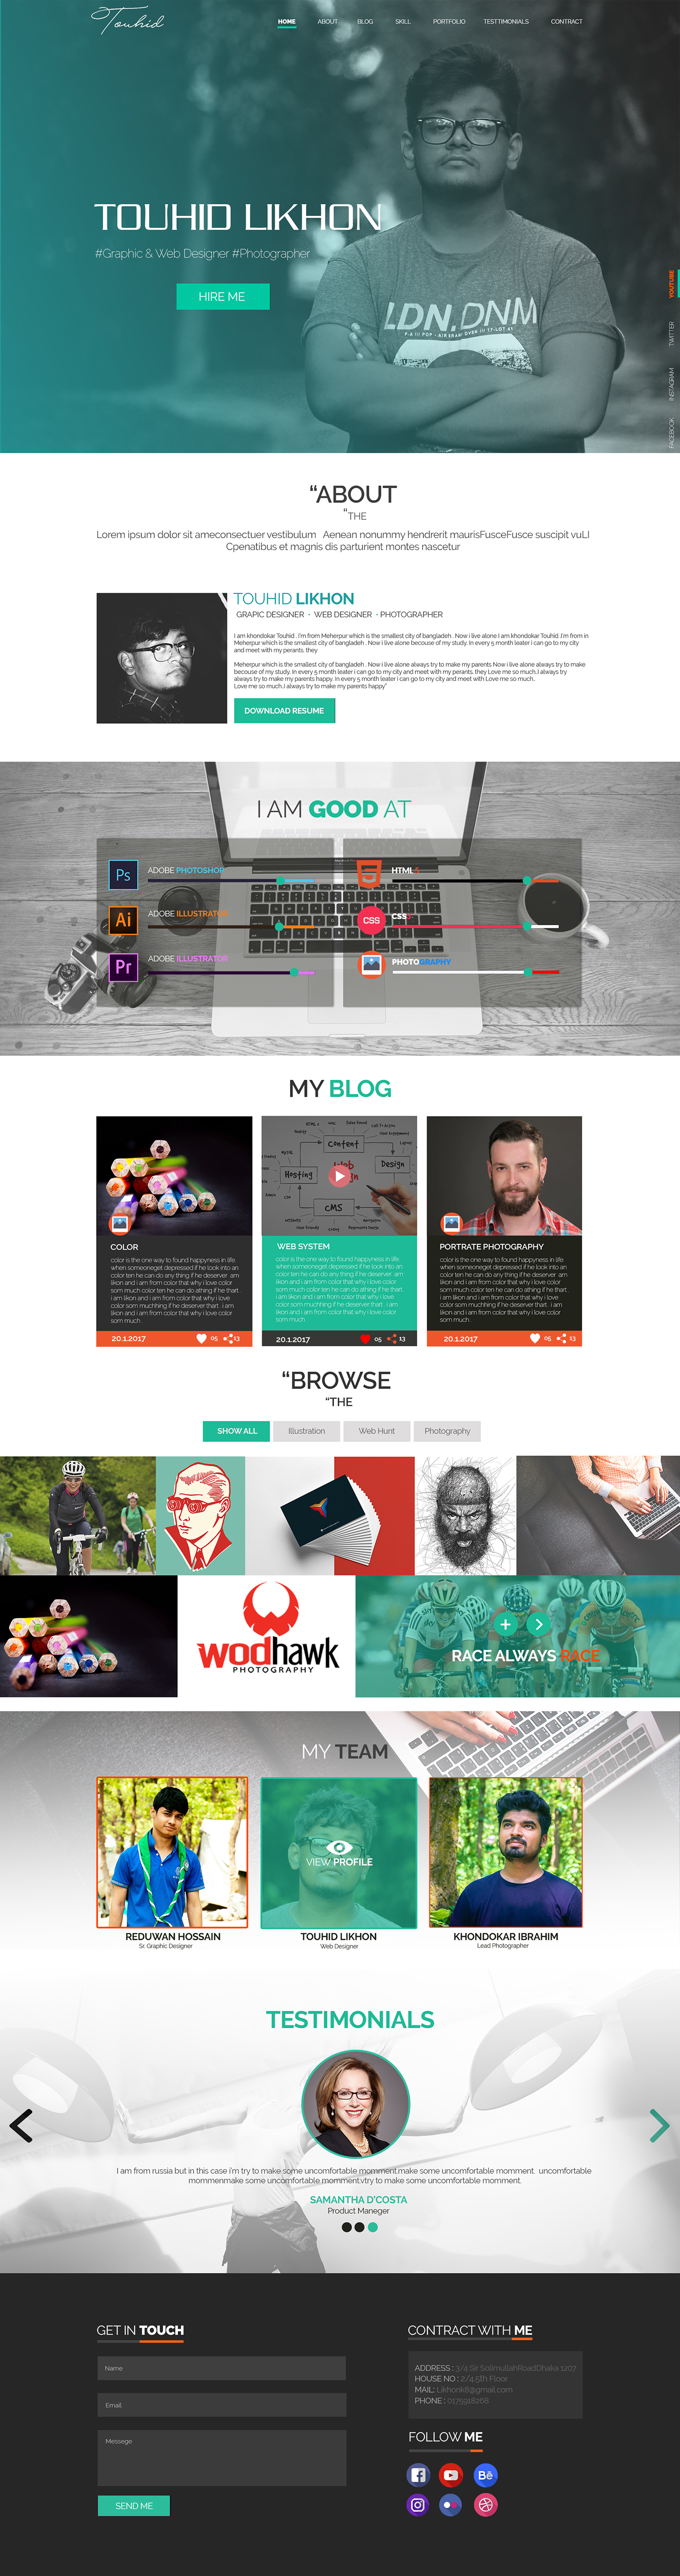 Touhid
HOME ABOUT BLOG SKILL PORTFOLIO TESTTIMONIALS CONTRACT
TOUHID LIKHON
#Graphic & Web Designer #Photographer
HIRE ME
LDN.DNM
YOUTUBE
TWITTER
INSTAGRAM
FACEBOOK
“ABOUT
“THE
Lorem ipsum dolor sit ameconsectuer vestibulum Aenean nonummy hendrerit maurisFusceFusce suscipit vuLI
Cpenatibus et magnis dis parturient montes nascetur
TOUHID LIKHON
GRAPIC DESIGNER • WEB DESIGNER • PHOTOGRAPHER
I am khondokar Touhid . I'm from Meherpur which is the smallest city of bangladeh . Now i live alone I am khondokar Touhid .I'm from in
Meherpur which is the smallest city of bangladeh . Now i live alone becouse of my study. In every 5 month leater i can go to my city
and meet with my perants. they
Meherpur which is the smallest city of bangladeh . Now i live alone always try to make my parents Now i live alone always try to make
becouse of my study. In every 5 month leater i can go to my city and meet with my perants. they Love me so much.I always try
always try to make my parents happy. In every 5 month leater i can go to my city and meet with Love me so much.
Love me so much.I always try to make my parents happy"
DOWNLOAD RESUME
I AM GOOD AT
Ps ADOBE PHOTOSHOP
HTML 5
Ai ADOBE ILLUSTRATOR
CSS CSS3
Pr ADOBE ILLUSTRATOR
PHOTOGRAPHY
MY BLOG
Content
Hosting
Web
Design
CMS
COLOR
color is the one way to found happyness in life.
when someoneget depressed if he look into an
color ten he can do any thing if he deserver am
likon and i am from color that why i love color
som much color ten he can do athing if he thart .
i am likon and i am from color that why i love
color som muchhing if he deserver thart . i am
likon and i am from color that why i love color
som much .
20.1.2017 05 13
WEB SYSTEM
color is the one way to found happyness in life.
when someoneget depressed if he look into an
color ten he can do any thing if he deserver am
likon and i am from color that why i love color
som much color ten he can do athing if he thart .
i am likon and i am from color that why i love
color som muchhing if he deserver thart . i am
likon and i am from color that why i love color
som much .
20.1.2017 05 13
PORTRATE PHOTOGRAPHY
color is the one way to found happyness in life.
when someoneget depressed if he look into an
color ten he can do any thing if he deserver am
likon and i am from color that why i love color
som much color ten he can do athing if he thart .
i am likon and i am from color that why i love
color som muchhing if he deserver thart . i am
likon and i am from color that why i love color
som much .
20.1.2017 05 13
“BROWSE
“THE
SHOW ALL Illustration Web Hunt Photography
wodhawk
PHOTOGRAPHY
RACE ALWAYS RACE
MY TEAM
VIEW PROFILE
REDUWAN HOSSAIN
Sr. Graphic Designer
TOUHID LIKHON
Web Designer
KHONDOKAR IBRAHIM
Lead Photographer
TESTIMONIALS
I am from russia but in this case i'm try to make some uncomfortable momment.make some uncomfortable momment. uncomfortable
mommenmake some uncomfortable momment.vtry to make some uncomfortable momment.
SAMANTHA D'COSTA
Product Maneger
GET IN TOUCH
Name
Email
Messege
SEND ME
CONTRACT WITH ME
ADDRESS : 3/4 Sir SolimullahRoadDhaka 1207
HOUSE NO : 2/4,5th Floor
MAIL: Likhonk8@gmail.com
PHONE : 0175918268
FOLLOW ME
Bē